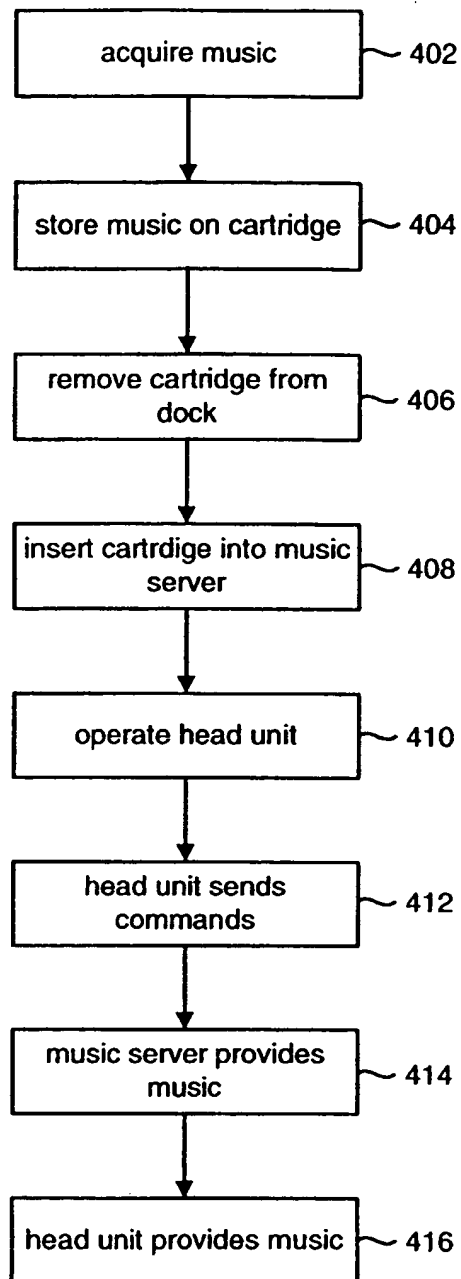 acquire music
402
store music on cartridge
404
remove cartridge from
dock
406
insert cartrdige into music
server
408
operate head unit
410
head unit sends
commands
412
music server provides
music
414
head unit provides music
416